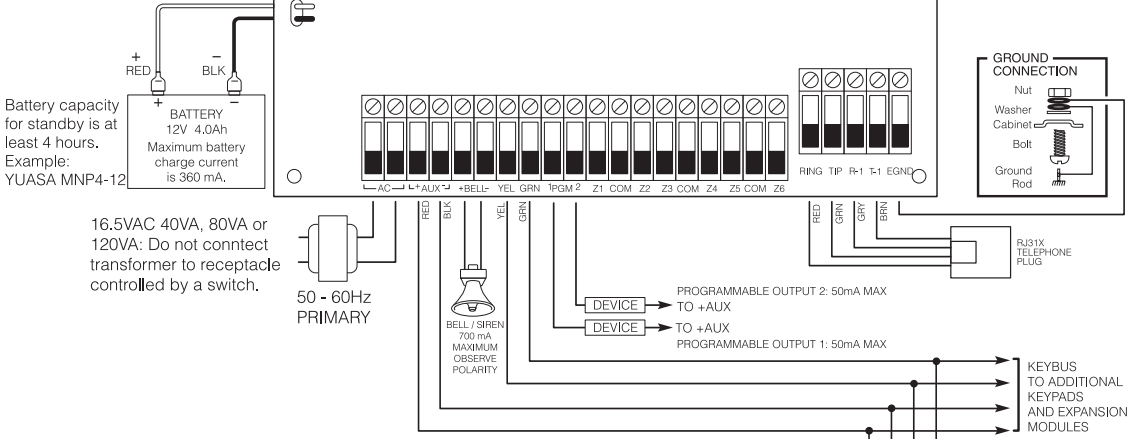 +
RED
−
BLK
Battery capacity
for standby is at
least 4 hours.
Example:
YUASA MNP4-12
+ −
BATTERY
12V 4.0Ah
Maximum battery
charge current
is 360 mA.
GROUND
CONNECTION
Nut
Washer
Cabinet
Bolt
Ground
Rod
AC +AUX- +BELL- YEL GRN 1PGM 2 Z1 COM Z2 Z3 COM Z4 Z5 COM Z6
RING TIP R-1 T-1 EGND
RED
BLK
YEL
GRN
RED
GRN
GRY
BRN
16.5VAC 40VA, 80VA or
120VA: Do not conntect
transformer to receptacle
controlled by a switch.
50 - 60Hz
PRIMARY
BELL / SIREN
700 mA
MAXIMUM
OBSERVE
POLARITY
RJ31X
TELEPHONE
PLUG
PROGRAMMABLE OUTPUT 2: 50mA MAX
DEVICE TO +AUX
DEVICE TO +AUX
PROGRAMMABLE OUTPUT 1: 50mA MAX
KEYBUS
TO ADDITIONAL
KEYPADS
AND EXPANSION
MODULES